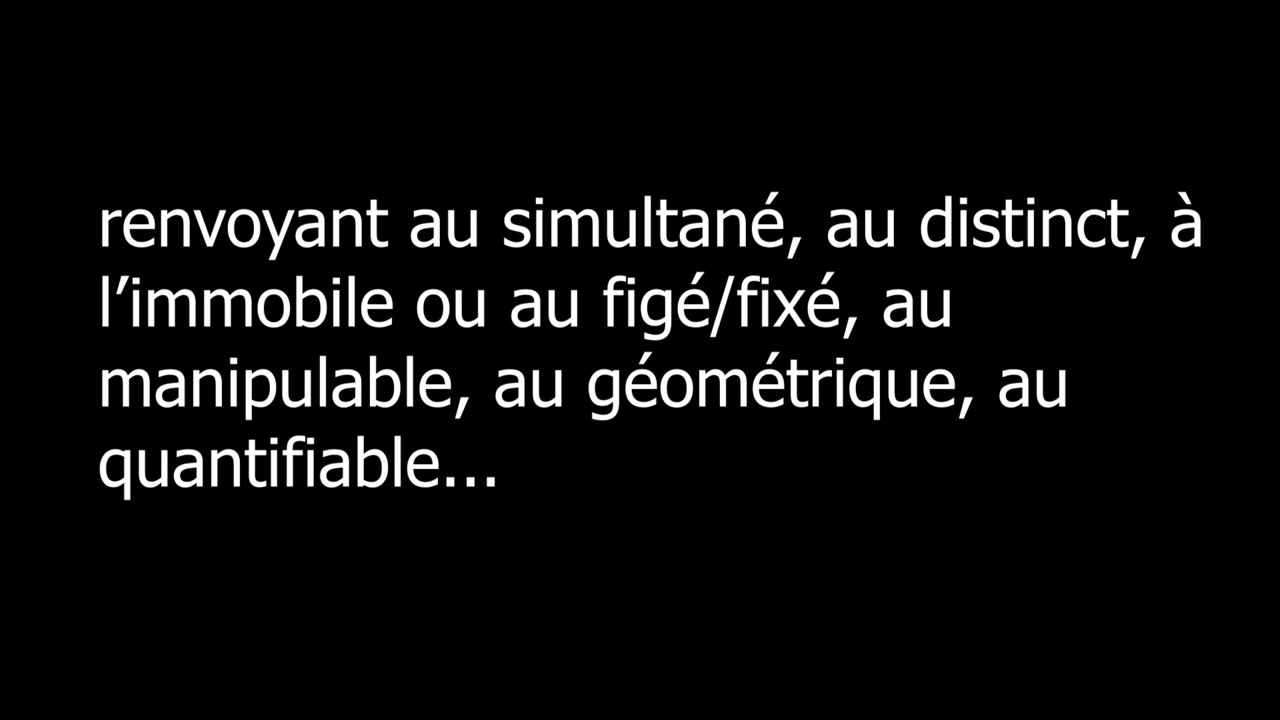 renvoyant au simultané, au distinct, à
l’immobile ou au figé/fixé, au
manipulable, au géométrique, au
quantifiable...